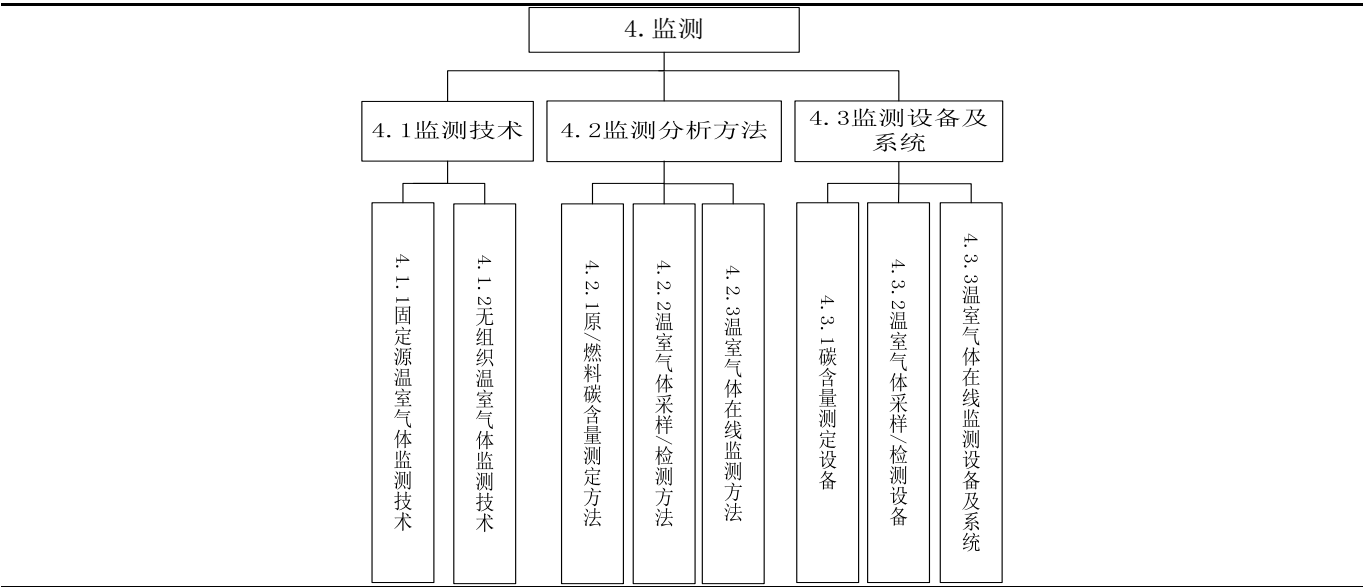 4.监测
4.1监测技术
4.2监测分析方法
4.3监测设备及
系统
4.1.1固定源温室气体监测技术
4.1.2无组织温室气体监测技术
4.2.1原/燃料碳含量测定方法
4.2.2温室气体采样/检测方法
4.2.3温室气体在线监测方法
4.3.1碳含量测定设备
4.3.2温室气体采样/检测设备
4.3.3温室气体在线监测设备及系统